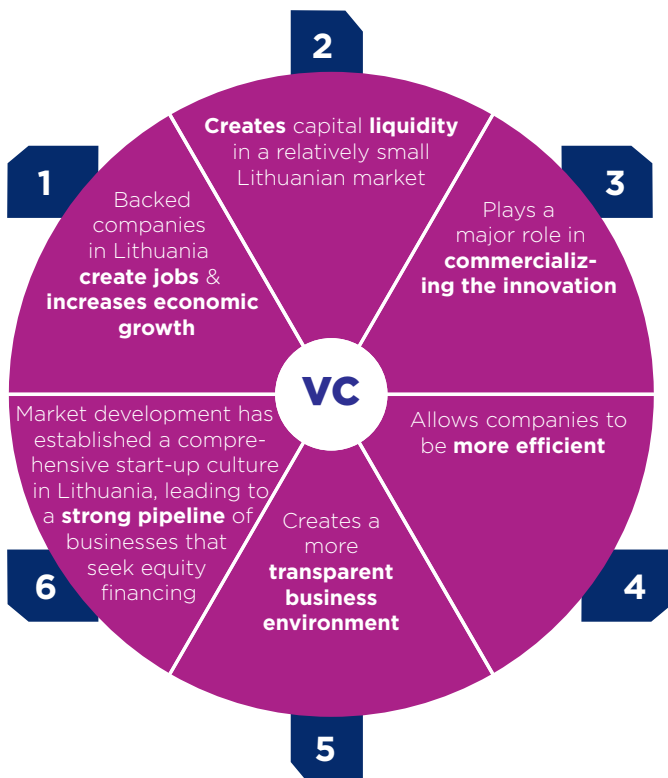 1
Backed
companies
in Lithuania
create jobs &
increases economic
growth
2
Creates capital liquidity
in a relatively small
Lithuanian market
3
Plays a
major role in
commercializ-
ing the innovation
4
Allows companies to
be more efficient
5
Creates a
more
transparent
business
environment
6
Market development has
established a compre-
hensive start-up culture
in Lithuania, leading to
a strong pipeline of
businesses that
seek equity
financing
VC